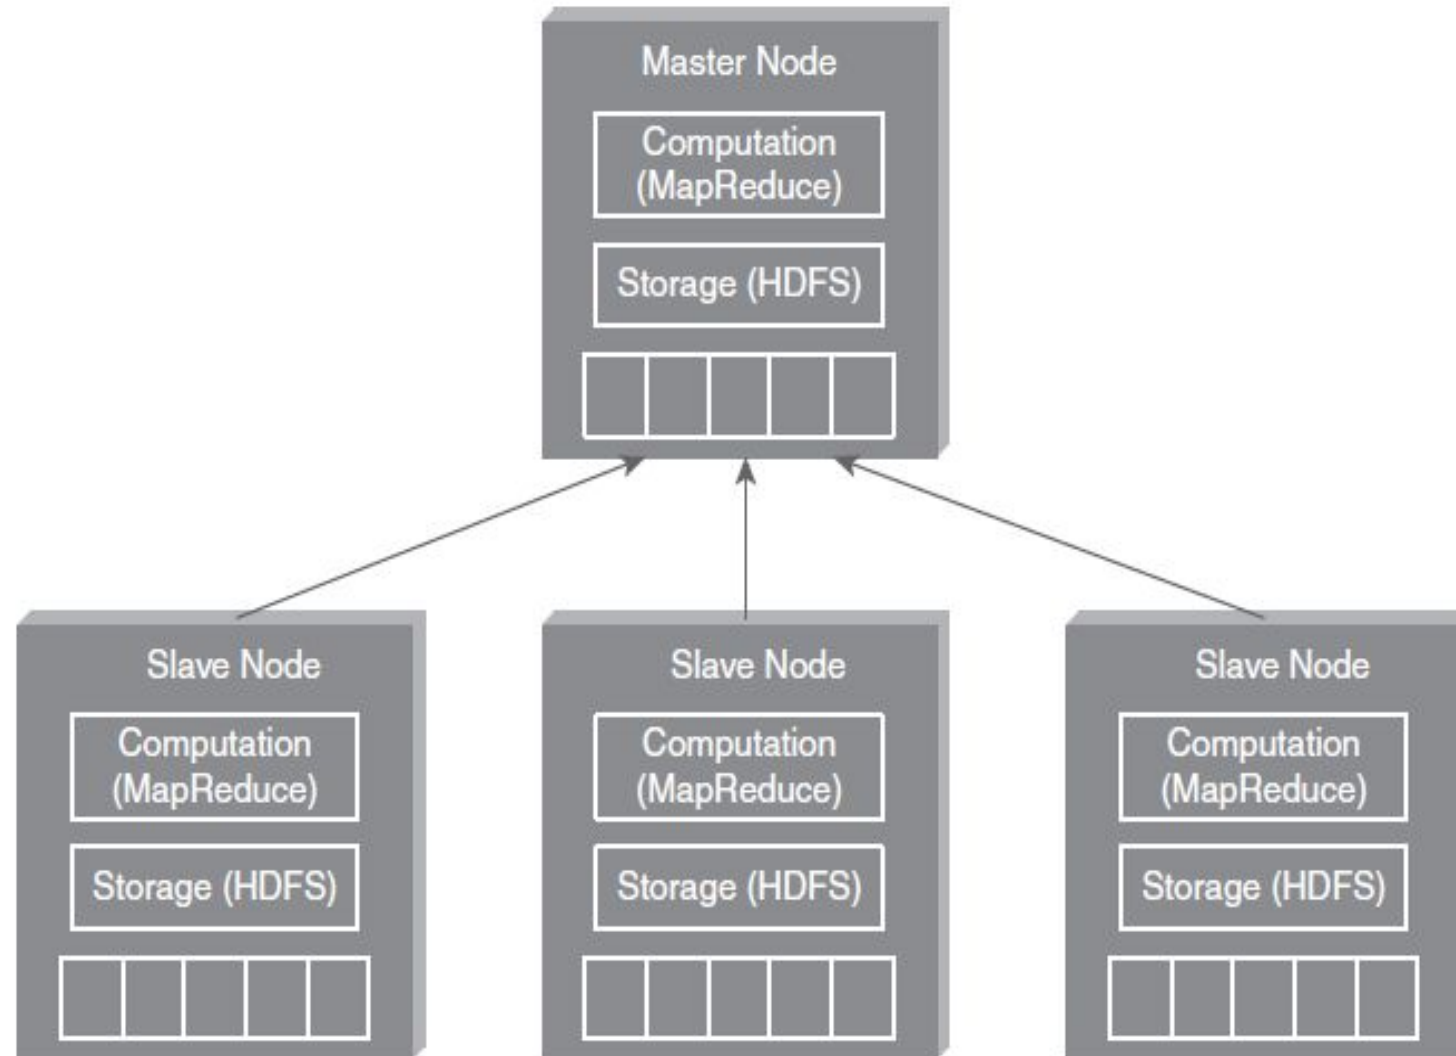 Master Node
Computation
(MapReduce)
Storage (HDFS)
Slave Node
Computation
(MapReduce)
Storage (HDFS)
Slave Node
Computation
(MapReduce)
Storage (HDFS)
Slave Node
Computation
(MapReduce)
Storage (HDFS)